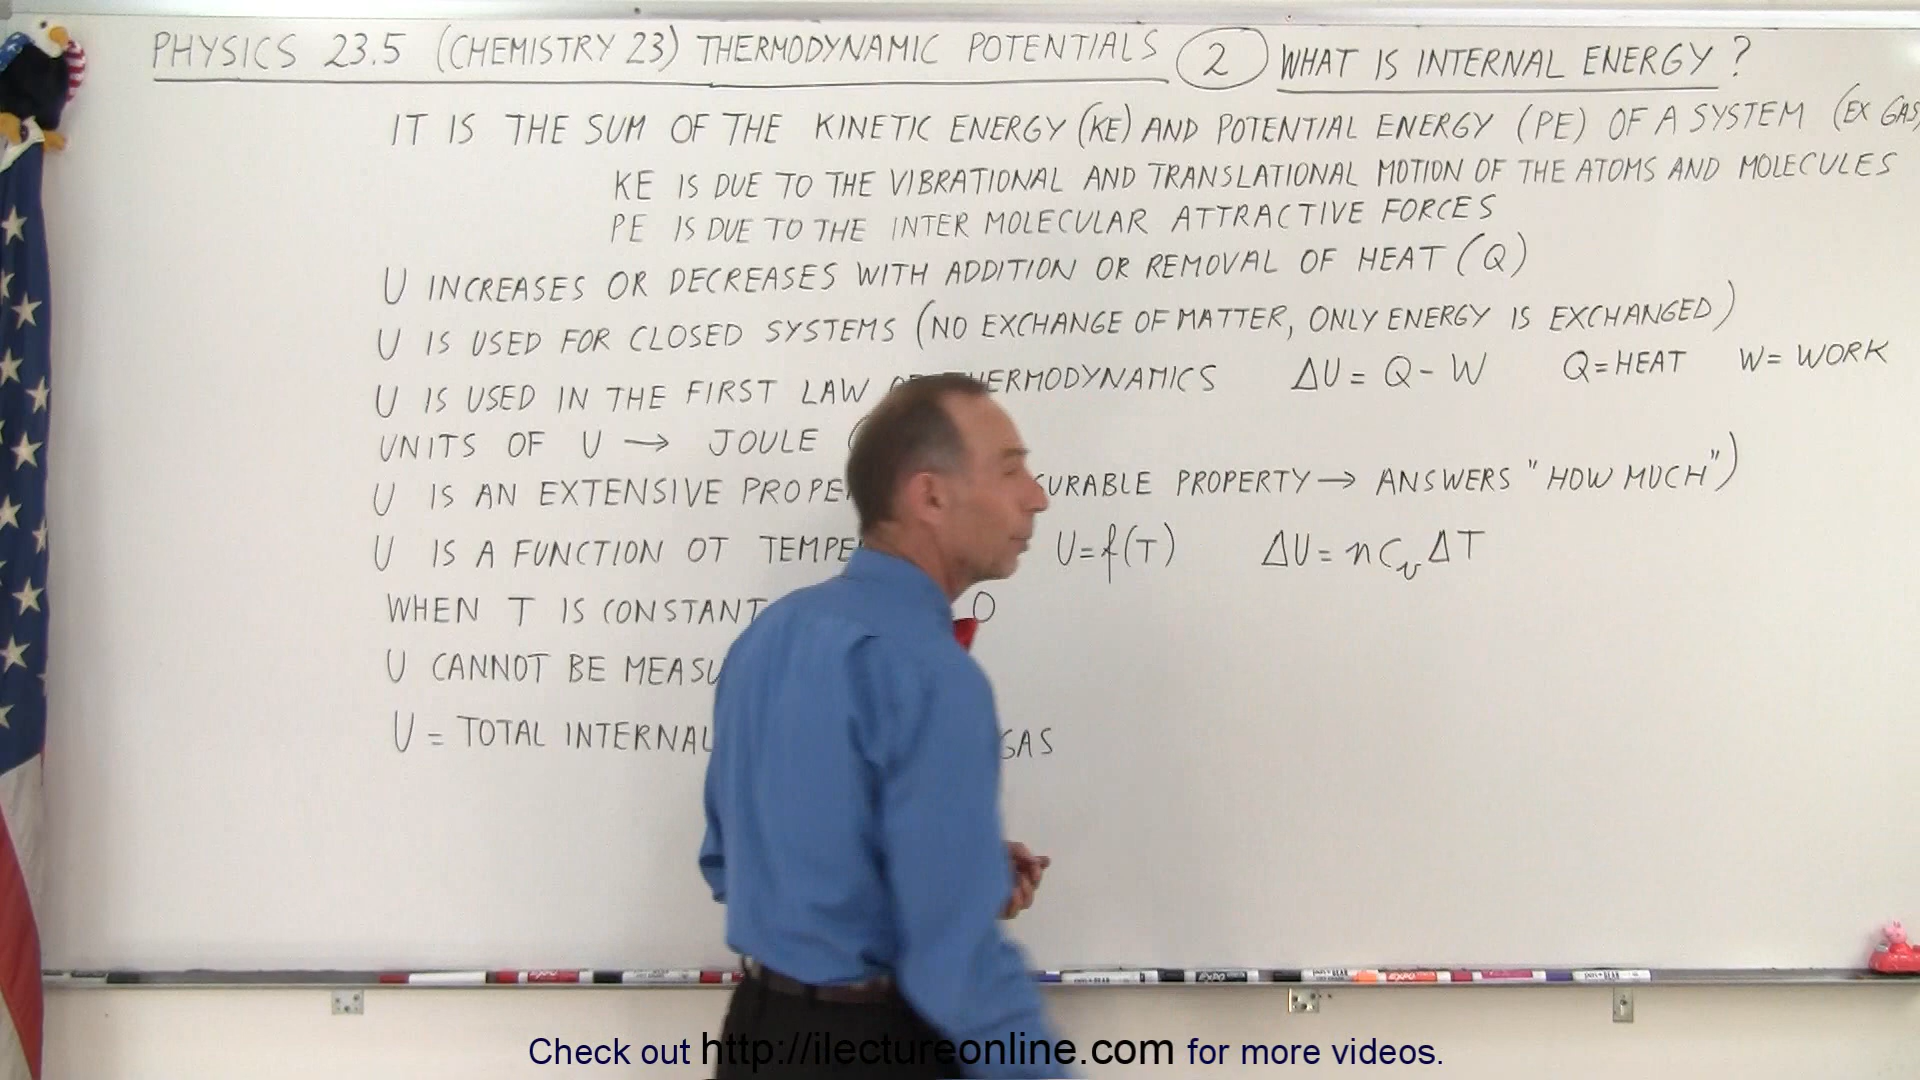 PHYSICS 23.5 (CHEMISTRY 23) THERMODYNAMIC POTENTIALS 2 WHAT IS INTERNAL ENERGY?
IT IS THE SUM OF THE KINETIC ENERGY (KE) AND POTENTIAL ENERGY (PE) OF A SYSTEM (EX GAS)
KE IS DUE TO THE VIBRATIONAL AND TRANSLATIONAL MOTION OF THE ATOMS AND MOLECULES
PE IS DUE TO THE INTER MOLECULAR ATTRACTIVE FORCES
U INCREASES OR DECREASES WITH ADDITION OR REMOVAL OF HEAT (Q)
U IS USED FOR CLOSED SYSTEMS (NO EXCHANGE OF MATTER, ONLY ENERGY IS EXCHANGED)
U IS USED IN THE FIRST LAW OF THERMODYNAMICS ΔU = Q - W Q = HEAT W = WORK
UNITS OF U → JOULE
U IS AN EXTENSIVE PROPERTY → ANSWERS "HOW MUCH")
U IS A FUNCTION OT U = f(T) ΔU = nCvΔT
WHEN T IS CONSTANT 0
U CANNOT BE
U = TOTAL INTERNAL GAS
Check out http://ilectureonline.com for more videos.